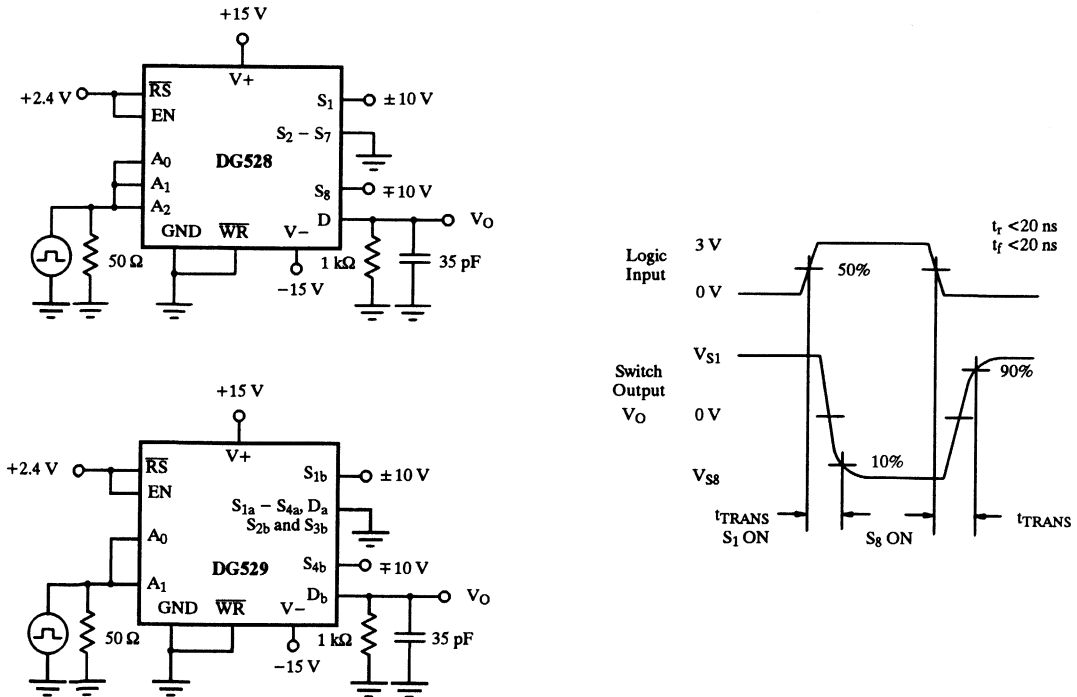 +15 V
V+
+2.4 V
RS
EN
S1
±10 V
S2 – S7
DG528
A0
A1
A2
S8
∓10 V
D
VO
GND
WR
V–
50 Ω
1 kΩ
35 pF
–15 V
+15 V
V+
+2.4 V
RS
EN
S1b
±10 V
S1a – S4a, Da
S2b and S3b
A0
DG529
S4b
∓10 V
A1
Db
VO
GND
WR
V–
50 Ω
1 kΩ
35 pF
–15 V
Logic
Input
3 V
0 V
50%
tr <20 ns
tf <20 ns
Switch
Output
VO
VS1
0 V
VS8
90%
10%
tTRANS
S1 ON
S8 ON
tTRANS